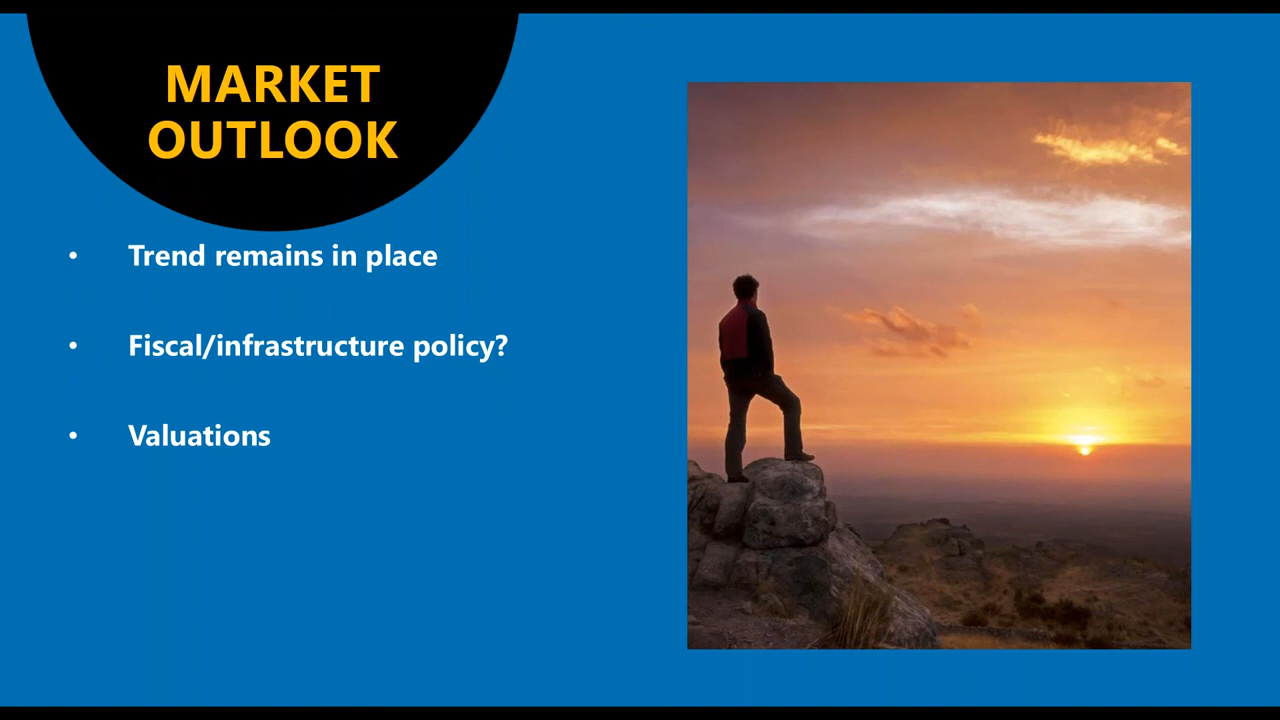 MARKET
OUTLOOK
• Trend remains in place
• Fiscal/infrastructure policy?
• Valuations